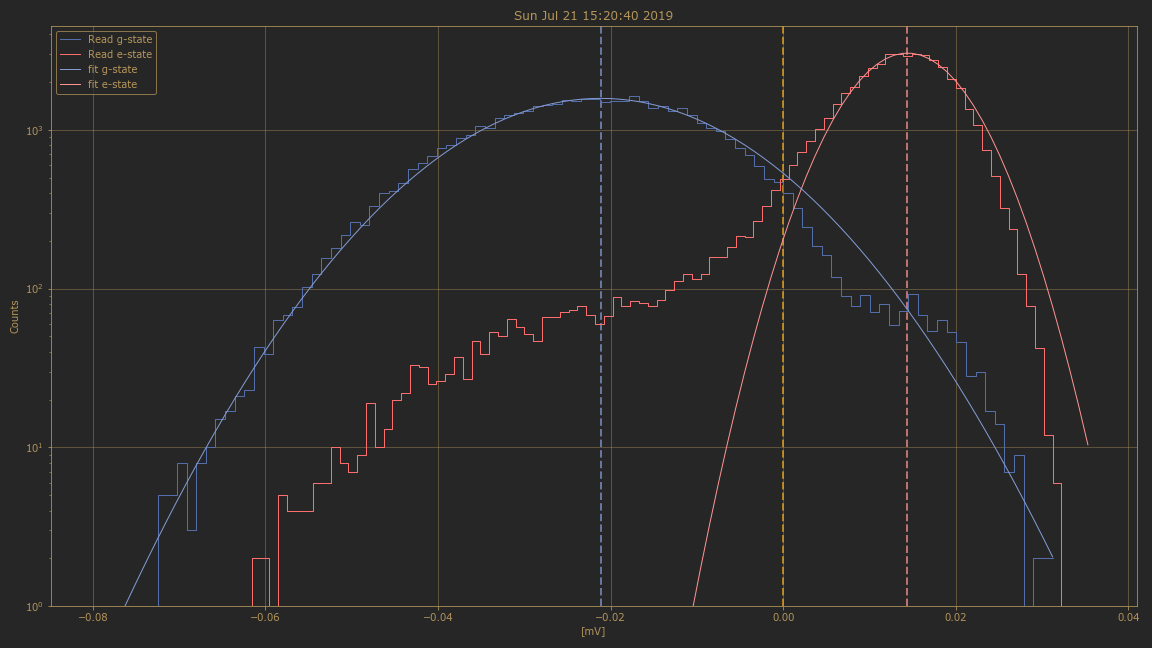 Sun Jul 21 15:20:40 2019
Read g-state
Read e-state
fit g-state
fit e-state
Counts
10³
10²
10¹
10⁰
−0.08 −0.06 −0.04 −0.02 0.00 0.02 0.04
[mV]